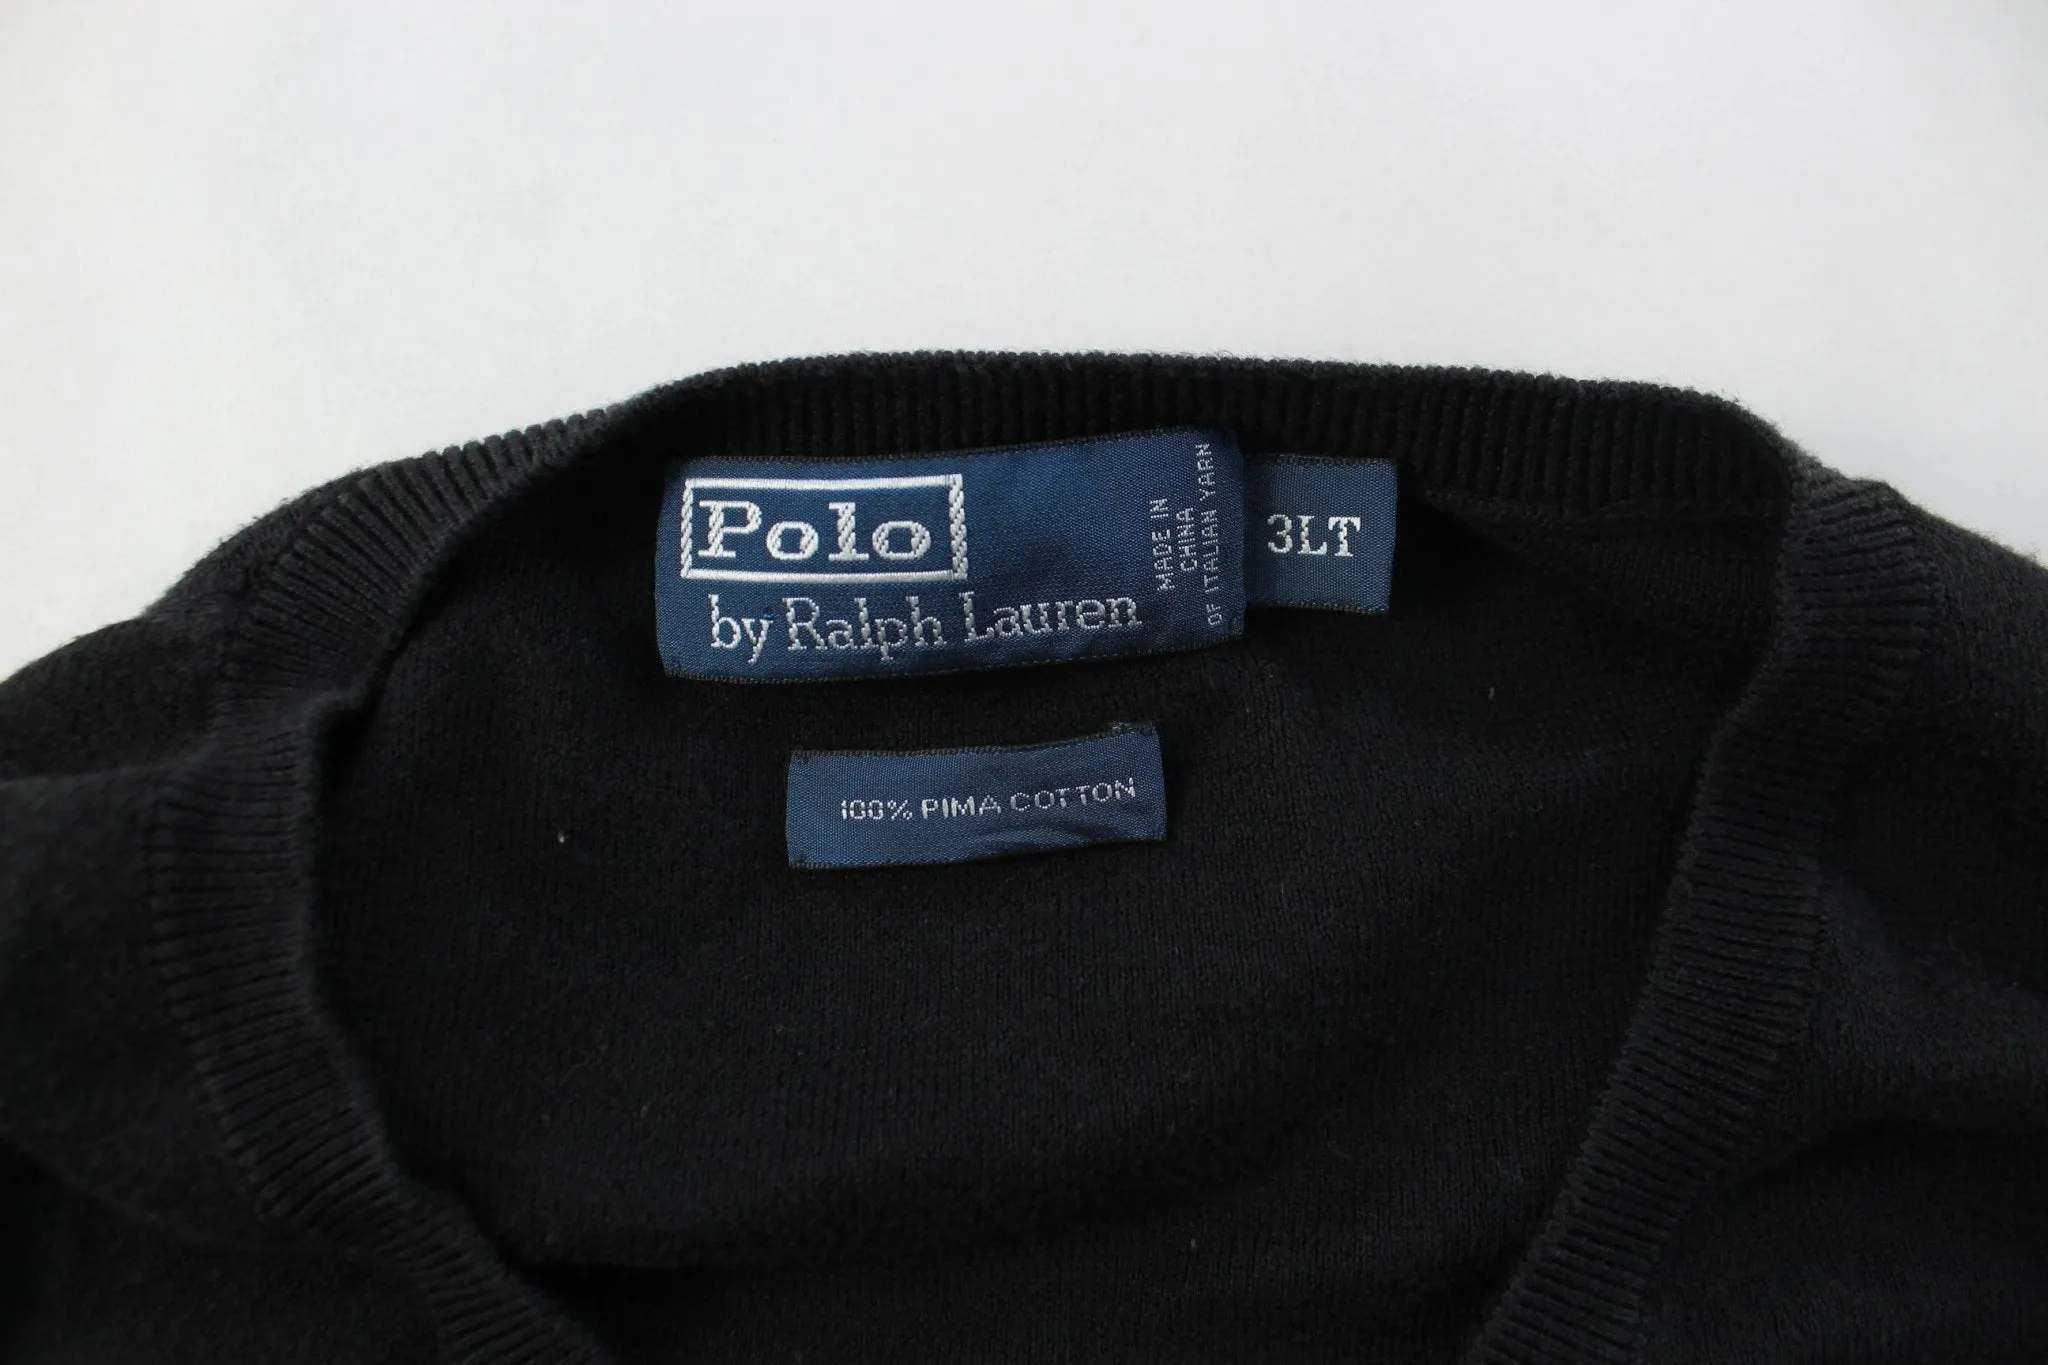 Polo
by Ralph Lauren
MADE IN
CHINA
OF ITALIAN YARN
3LT
100% PIMA COTTON